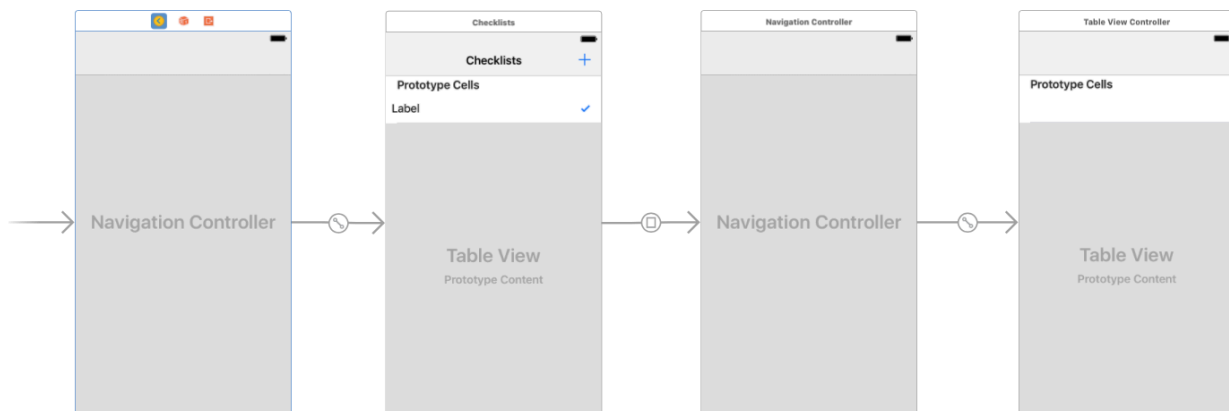 Navigation Controller
Checklists
Checklists
Prototype Cells
Label
Table View
Prototype Content
Navigation Controller
Navigation Controller
Table View Controller
Prototype Cells
Table View
Prototype Content